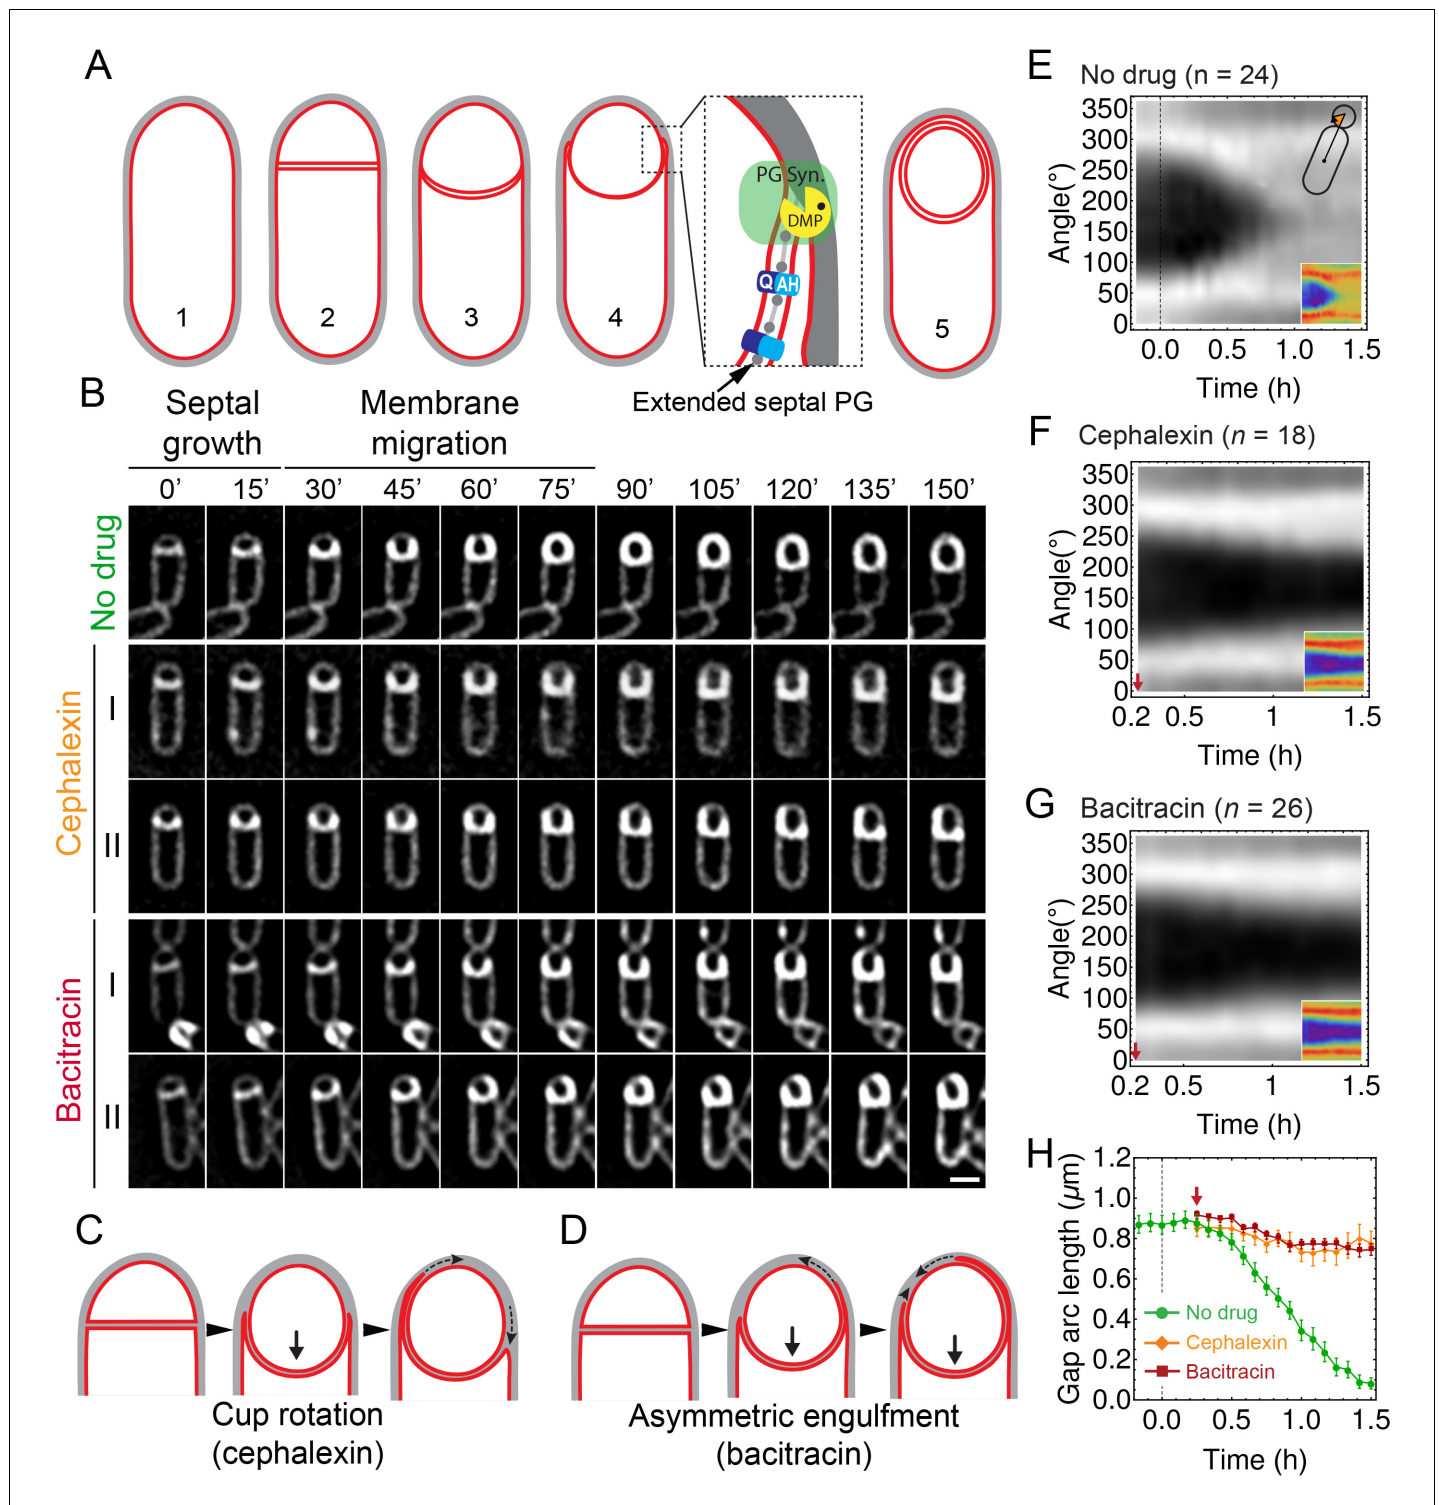 A
1
2
3
4
PG Syn.
DMP
Q
AH
5
Extended septal PG
B
Septal
growth
Membrane
migration
0’
15’
30’
45’
60’
75’
90’
105’
120’
135’
150’
No drug
Cephalexin
I
II
Bacitracin
I
II
C
Cup rotation
(cephalexin)
D
Asymmetric engulfment
(bacitracin)
E
No drug (n = 24)
Angle(°)
350
300
250
200
150
100
50
0
0.0 0.5 1.0 1.5
Time (h)
F
Cephalexin (n = 18)
Angle(°)
350
300
250
200
150
100
50
0
0.2 0.5 1 1.5
Time (h)
G
Bacitracin (n = 26)
Angle(°)
350
300
250
200
150
100
50
0
0.2 0.5 1 1.5
Time (h)
H
Gap arc length (μm)
1.2
1.0
0.8
0.6
0.4
0.2
0.0
No drug
Cephalexin
Bacitracin
0.0 0.5 1.0 1.5
Time (h)